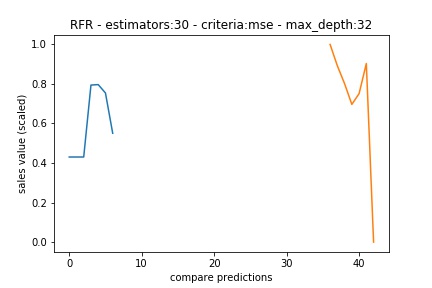 RFR - estimators:30 - criteria:mse - max_depth:32
1.0
0.8
0.6
0.4
0.2
0.0
sales value (scaled)
0 10 20 30 40
compare predictions